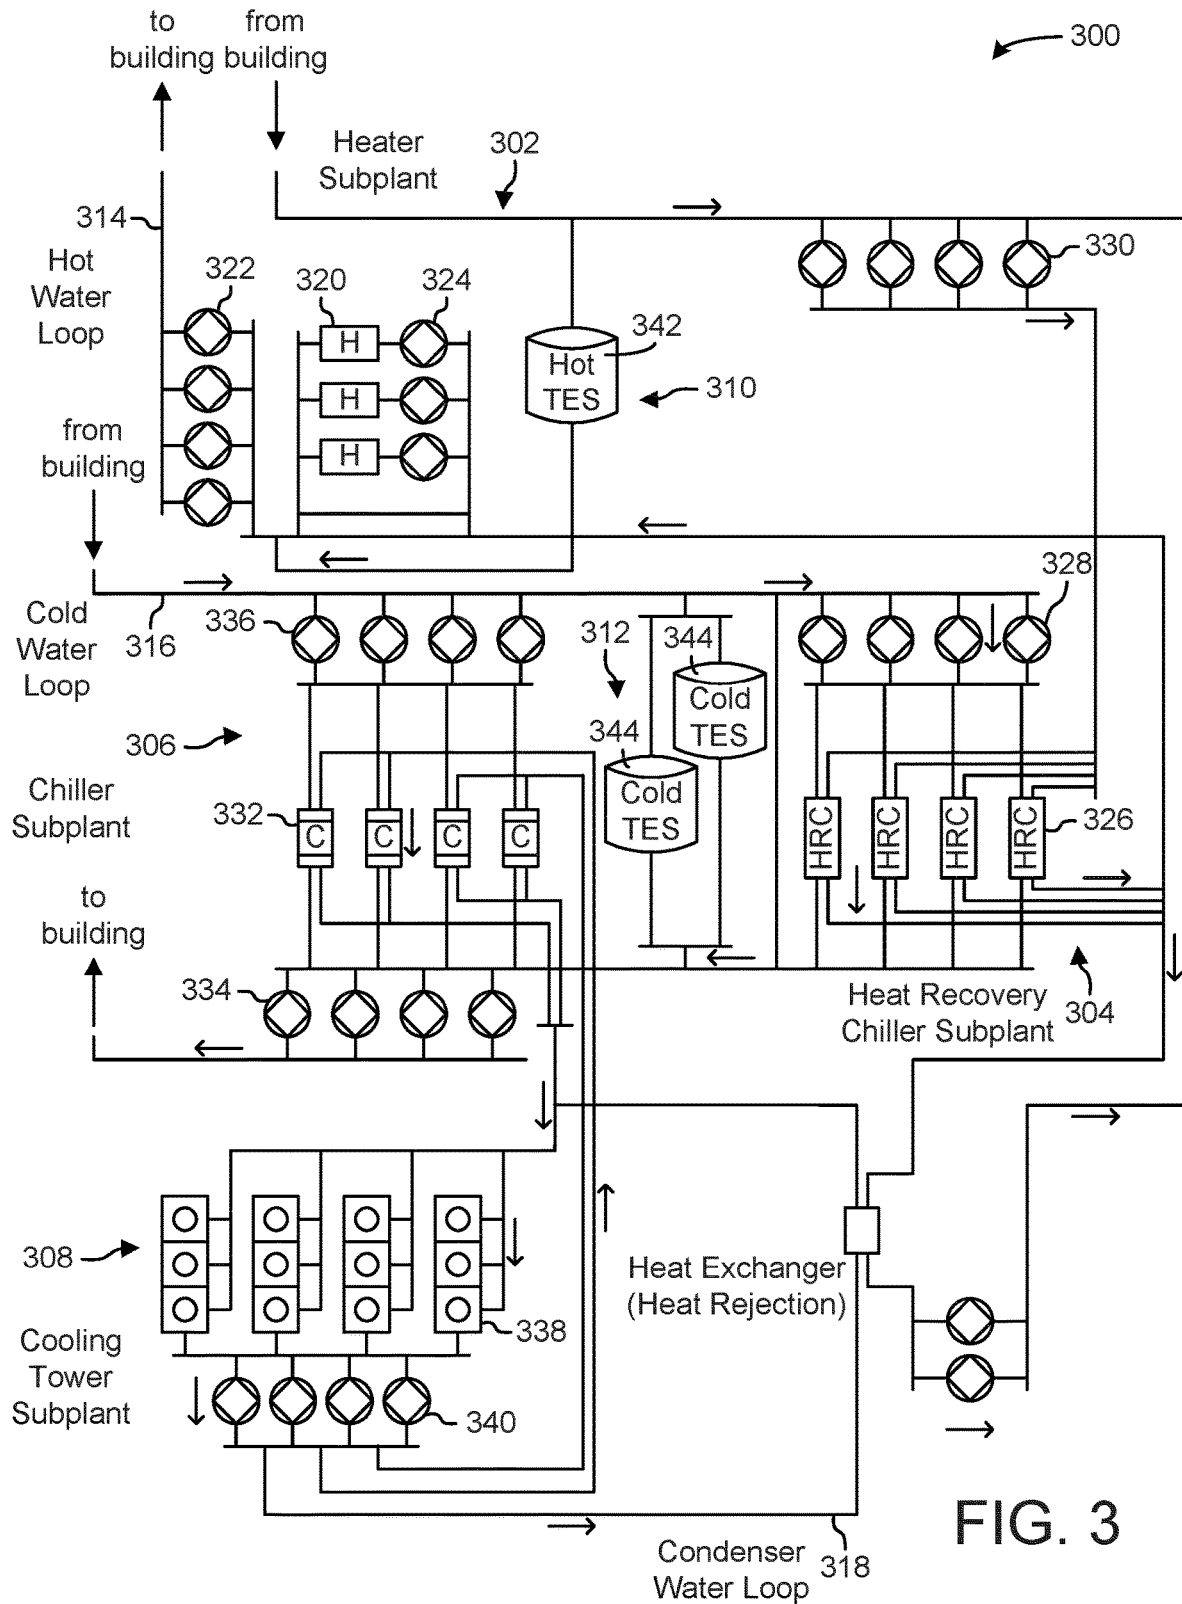 to
building
from
building
300
Heater
Subplant
302
314
Hot
Water
Loop
322
320
324
330
H
H
H
Hot
TES
342
310
from
building
328
Cold
Water
Loop
316
336
312
344
Cold
TES
344
Cold
TES
306
Chiller
Subplant
332
C
C
C
C
HRC
HRC
HRC
HRC
326
to
building
334
Heat Recovery
Chiller Subplant
304
308
338
Heat Exchanger
(Heat Rejection)
Cooling
Tower
Subplant
340
Condenser
Water Loop
318
FIG. 3